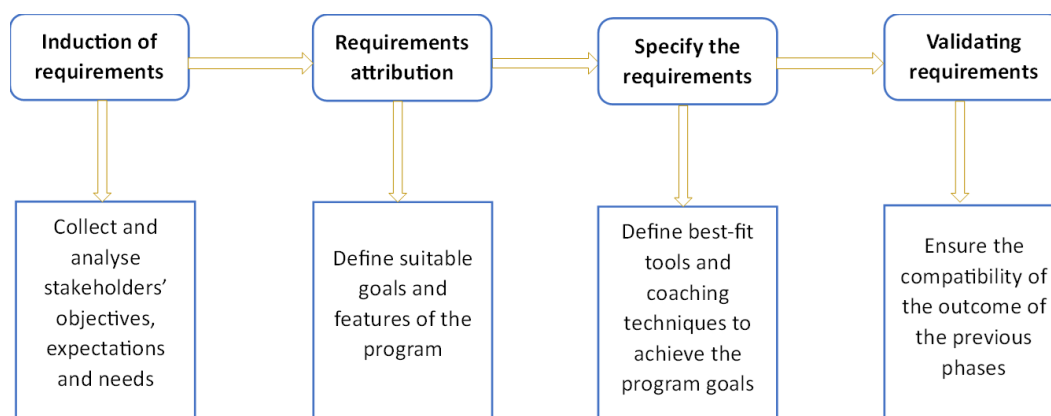 Induction of
requirements
Requirements
attribution
Specify the
requirements
Validating
requirements
Collect and
analyse
stakeholders’
objectives,
expectations
and needs
Define suitable
goals and
features of the
program
Define best-fit
tools and
coaching
techniques to
achieve the
program goals
Ensure the
compatibility of
the outcome of
the previous
phases